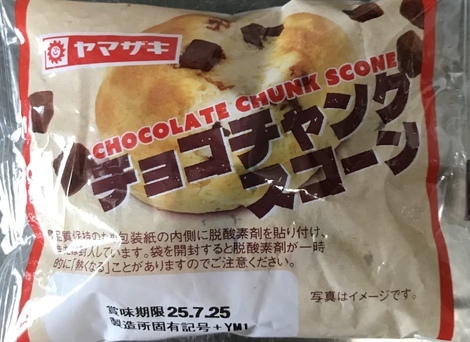 ヤマザキ
CHOCOLATE CHUNK SCONE
チョコチャンク
スコーン
包装紙の内側に脱酸素剤を貼り付け、
入しています。袋を開封すると脱酸素剤が一時
的に「熱くなる」ことがありますのでご注意ください。
写真はイメージです。
賞味期限 25.7.25
製造所固有記号+YM1